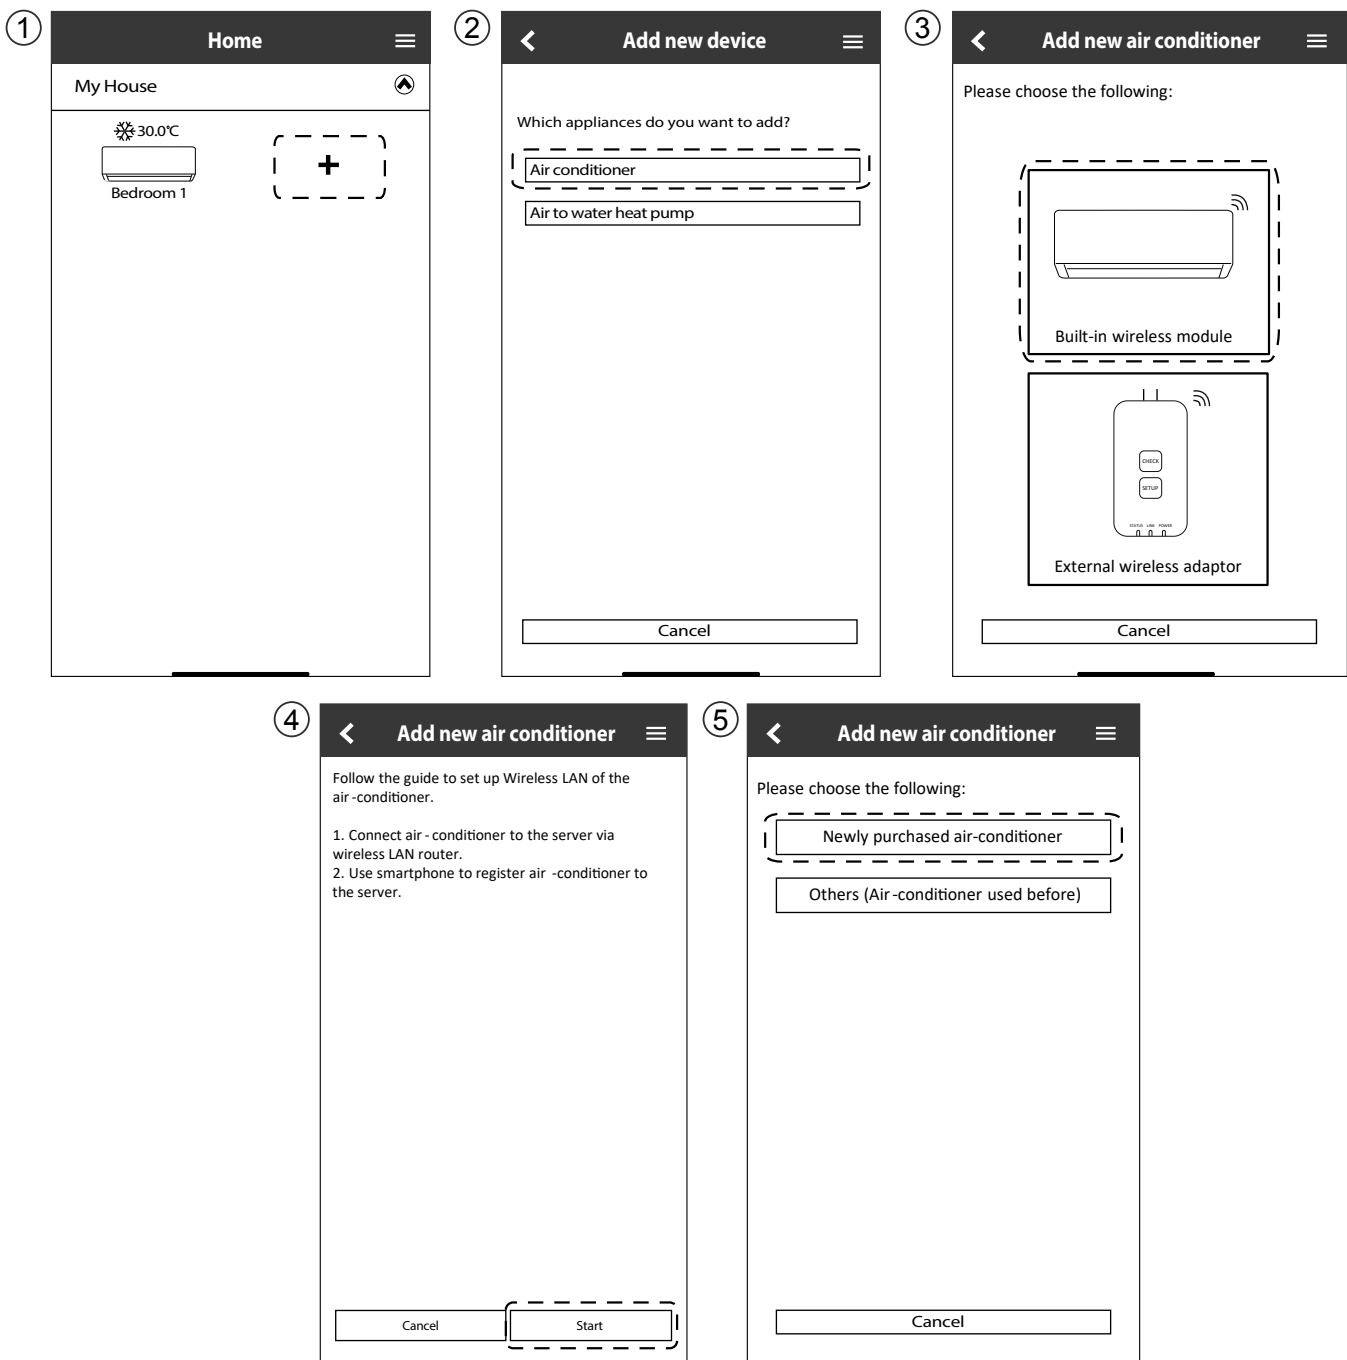 1
Home
My House
30.0℃
+
Bedroom 1
2
Add new device
Which appliances do you want to add?
Air conditioner
Air to water heat pump
Cancel
3
Add new air conditioner
Please choose the following:
Built-in wireless module
CHECK
SETUP
STATUS LINK POWER
External wireless adaptor
Cancel
4
Add new air conditioner
Follow the guide to set up Wireless LAN of the
air-conditioner.
1. Connect air-conditioner to the server via
wireless LAN router.
2. Use smartphone to register air-conditioner to
the server.
Cancel
Start
5
Add new air conditioner
Please choose the following:
Newly purchased air-conditioner
Others (Air-conditioner used before)
Cancel